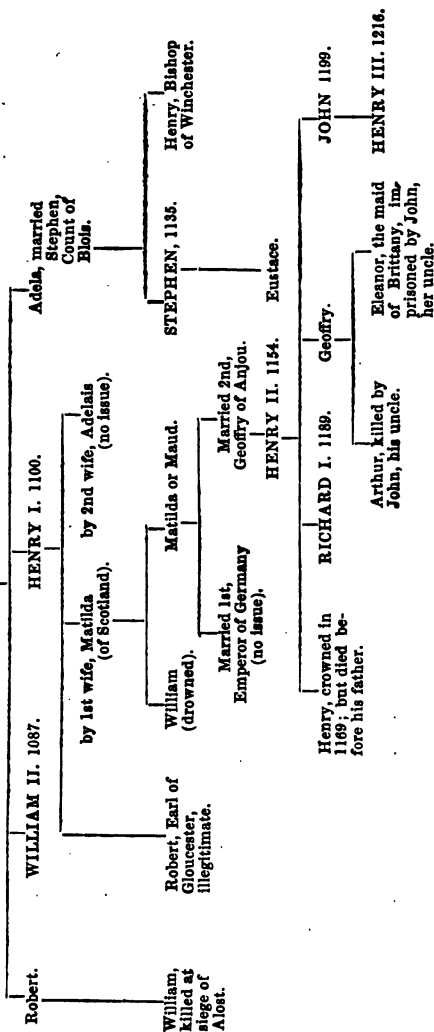 Robert.
WILLIAM II. 1087.
HENRY I. 1100.
Adela, married
Stephen,
Count of
Blois.
by 1st wife, Matilda
(of Scotland).
by 2nd wife, Adelais
(no issue).
STEPHEN, 1135.
Henry, Bishop
of Winchester.
William,
killed at
siege of
Alost.
Robert, Earl of
Gloucester,
illegitimate.
William
(drowned).
Matilda or Maud.
Eustace.
Married 1st,
Emperor of Germany
(no issue).
Married 2nd,
Geoffry of Anjou.
HENRY II. 1154.
Henry, crowned in
1169; but died be-
fore his father.
RICHARD I. 1189.
Geoffry.
JOHN 1199.
Arthur, killed by
John, his uncle.
Eleanor, the maid
of Brittany, im-
prisoned by John,
her uncle.
HENRY III. 1216.